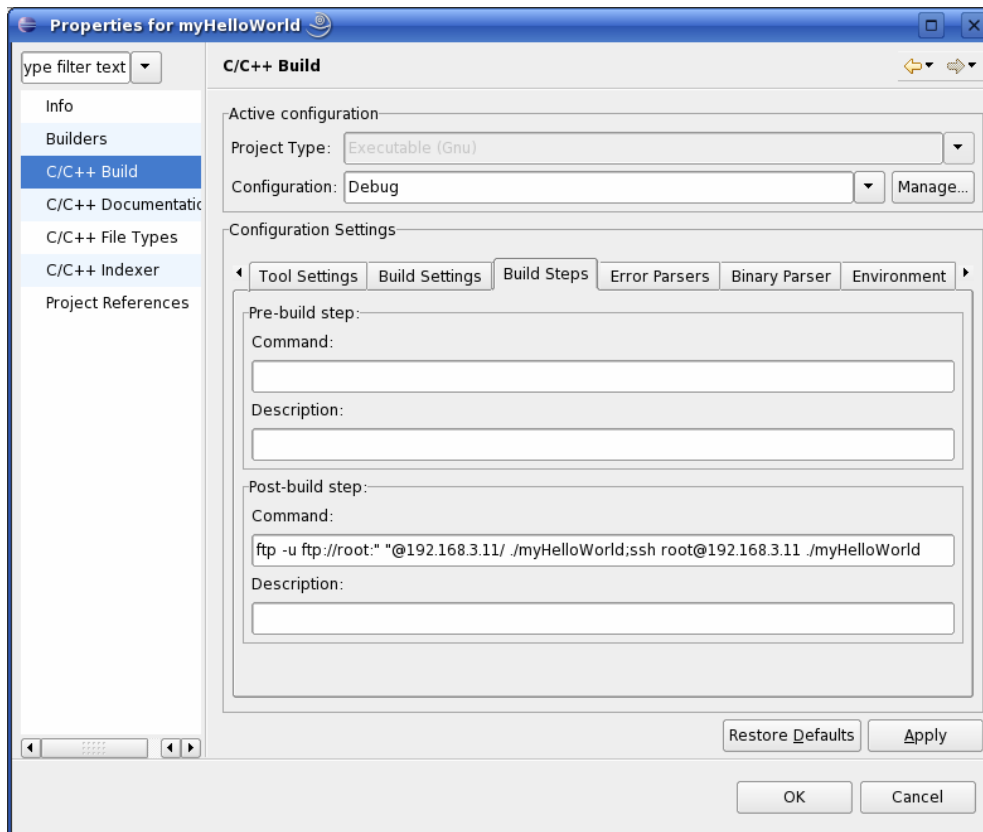 Properties for myHelloWorld
ype filter text
C/C++ Build
Info
Builders
C/C++ Build
C/C++ Documentatic
C/C++ File Types
C/C++ Indexer
Project References
Active configuration
Project Type: Executable (Gnu)
Configuration: Debug Manage...
Configuration Settings
Tool Settings Build Settings Build Steps Error Parsers Binary Parser Environment
Pre-build step:
Command:
Description:
Post-build step:
Command:
ftp -u ftp://root:" "@192.168.3.11/ ./myHelloWorld;ssh root@192.168.3.11 ./myHelloWorld
Description:
Restore Defaults Apply
OK Cancel